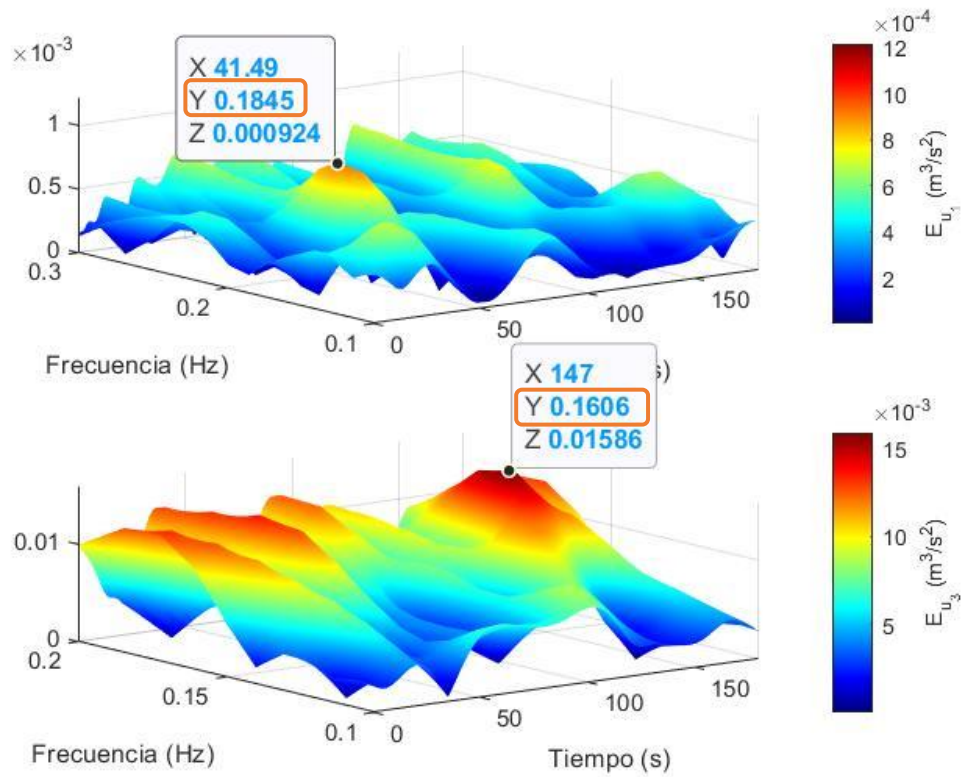 ×10⁻³
X 41.49
Y 0.1845
Z 0.000924
1
0.5
0
0.3
0.2
0.1
Frecuencia (Hz)
0
50
100
150
s)
×10⁻⁴
12
10
8
6
4
2
E_u₁ (m³/s²)
X 147
Y 0.1606
Z 0.01586
0.01
0
0.2
0.15
0.1
Frecuencia (Hz)
0
50
100
150
Tiempo (s)
×10⁻³
15
10
5
E_u₃ (m³/s²)